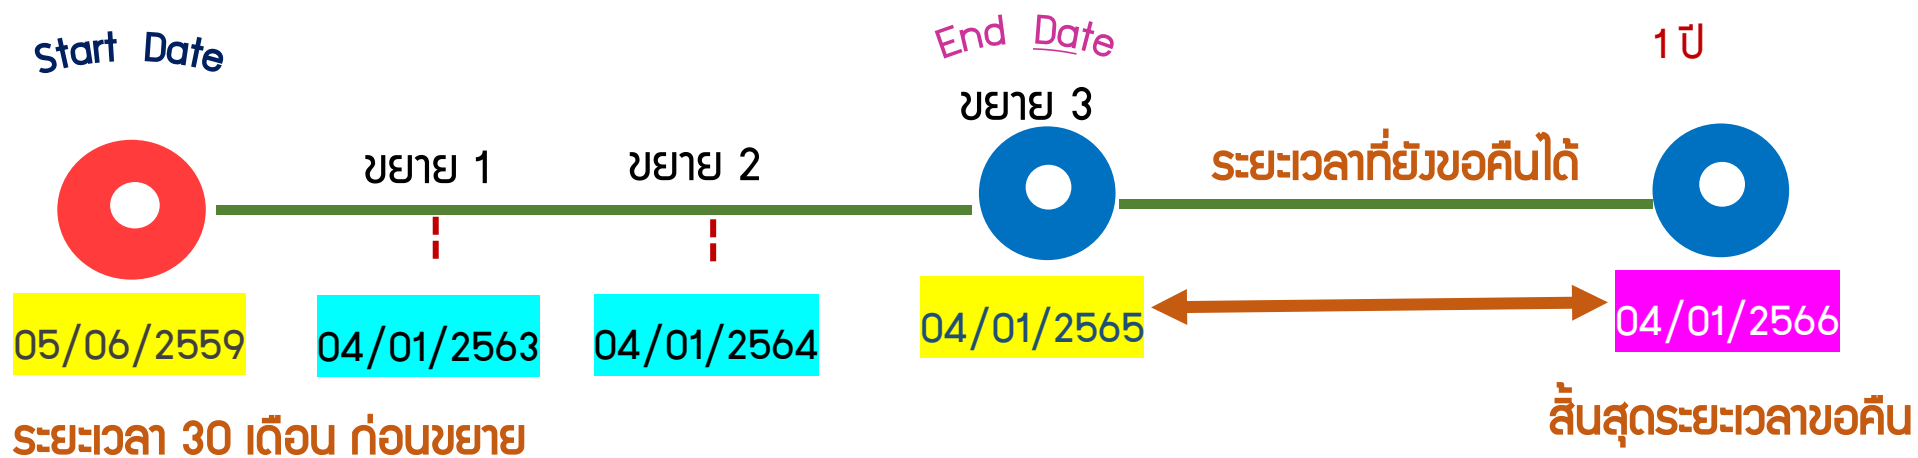 Start Date
End Date
1 ปี
ขยาย 3
ขยาย 1
ขยาย 2
ระยะเวลาที่ยังขอคืนได้
05/06/2559
04/01/2563
04/01/2564
04/01/2565
04/01/2566
ระยะเวลา 30 เดือน ก่อนขยาย
สิ้นสุดระยะเวลาขอคืน